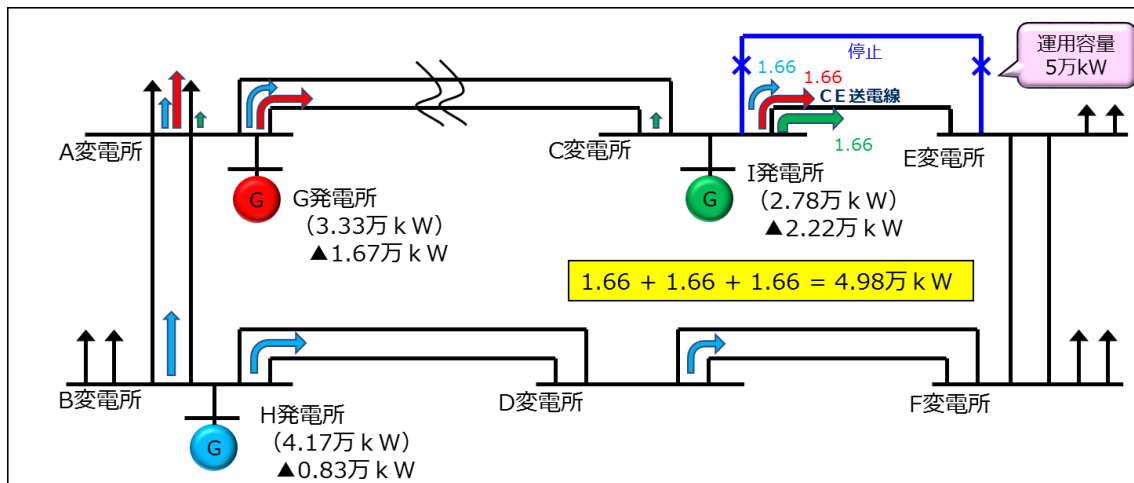 停止
運用容量
5万kW
1.66
1.66
CE送電線
1.66
A変電所
C変電所
E変電所
G
G発電所
(3.33万kW)
▲1.67万kW
G
I発電所
(2.78万kW)
▲2.22万kW
1.66 + 1.66 + 1.66 = 4.98万kW
B変電所
D変電所
F変電所
G
H発電所
(4.17万kW)
▲0.83万kW